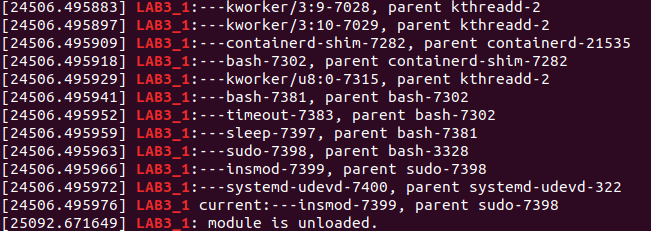 [24506.495883] LAB3_1:---kworker/3:9-7028, parent kthreadd-2
[24506.495897] LAB3_1:---kworker/3:10-7029, parent kthreadd-2
[24506.495909] LAB3_1:---containerd-shim-7282, parent containerd-21535
[24506.495918] LAB3_1:---bash-7302, parent containerd-shim-7282
[24506.495929] LAB3_1:---kworker/u8:0-7315, parent kthreadd-2
[24506.495941] LAB3_1:---bash-7381, parent bash-7302
[24506.495952] LAB3_1:---timeout-7383, parent bash-7302
[24506.495959] LAB3_1:---sleep-7397, parent bash-7381
[24506.495963] LAB3_1:---sudo-7398, parent bash-3328
[24506.495966] LAB3_1:---insmod-7399, parent sudo-7398
[24506.495972] LAB3_1:---systemd-udevd-7400, parent systemd-udevd-322
[24506.495976] LAB3_1 current:---insmod-7399, parent sudo-7398
[25092.671649] LAB3_1: module is unloaded.